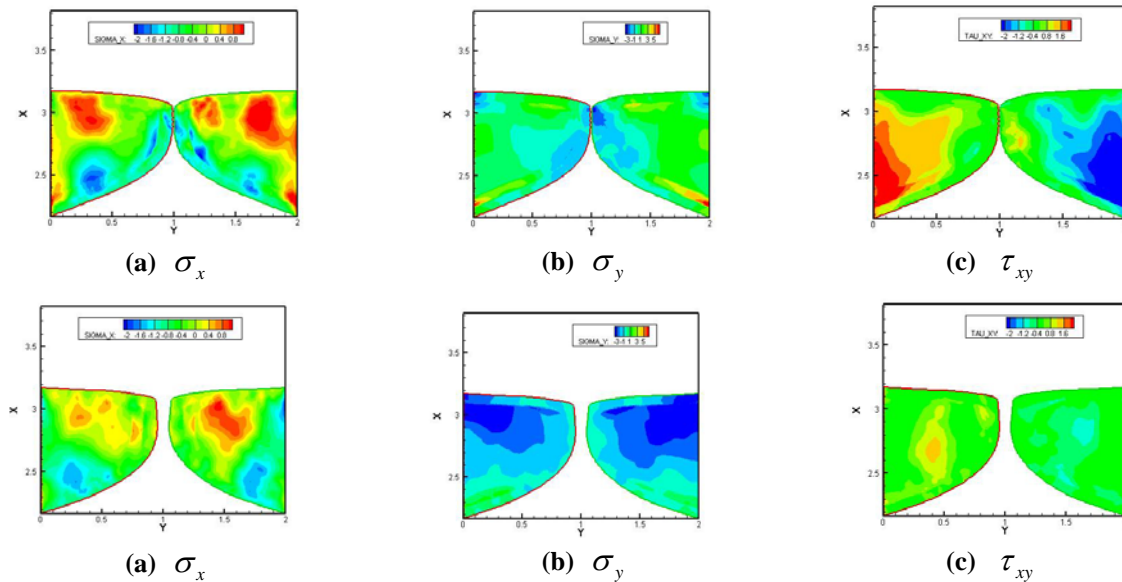 3.5
3
2.5
X
SIGMA_X: -2 -1.6 -1.2 -0.8 -0.4 0 0.4 0.8
0 0.5 1 1.5 2
Y
3.5
3
2.5
X
SIGMA_Y: -3 -1 1 3 5
0 0.5 1 1.5 2
Y
3.5
3
2.5
X
TAU_XY: -2 -1.2 -0.4 0.8 1.6
0 0.5 1 1.5
Y
(a) σx
(b) σy
(c) τxy
3.5
3
2.5
X
SIGMA_X: -2 -1.6 -1.2 -0.8 -0.4 0 0.4 0.8
0 0.5 1 1.5 2
Y
3.5
3
2.5
X
SIGMA_Y: -3 -1 1 3 5
0 0.5 1 1.5 2
Y
3.5
3
2.5
X
TAU_XY: -2 -1.2 -0.4 0.8 1.6
0 0.5 1 1.5
Y
(a) σx
(b) σy
(c) τxy